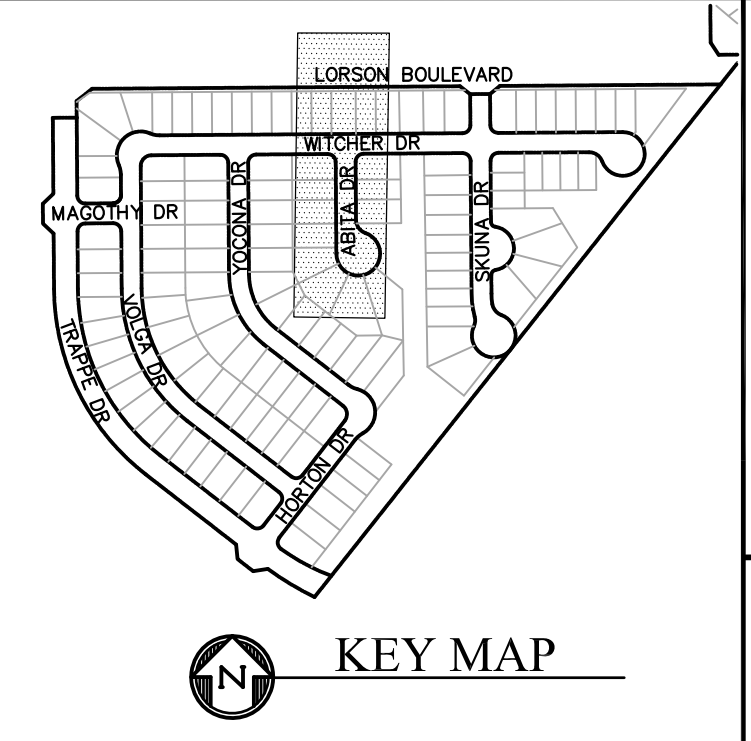 LORSON BOULEVARD
WITCHER DR
MAGOTHY DR
YOCONA DR
ABITA DR
SKUNA DR
TRAPPE DR
VOLGA DR
HORTON DR
N
KEY MAP